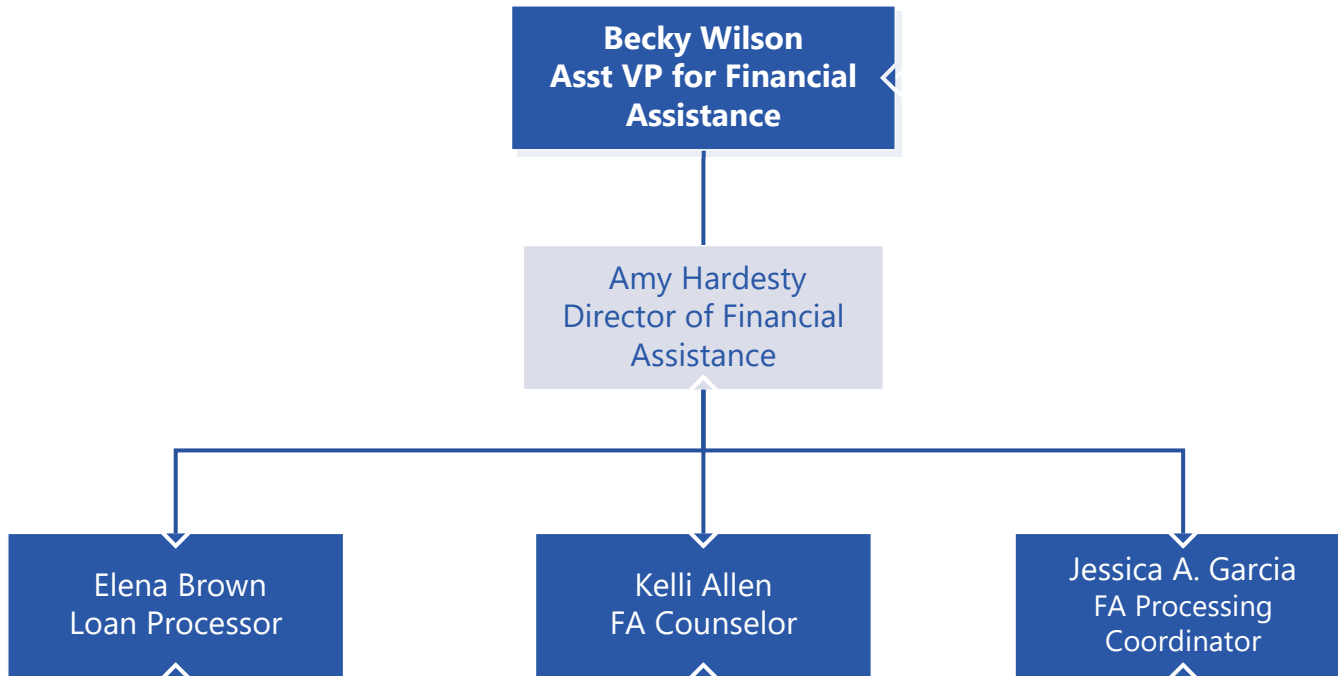 Becky Wilson
Asst VP for Financial
Assistance
Amy Hardesty
Director of Financial
Assistance
Elena Brown
Loan Processor
Kelli Allen
FA Counselor
Jessica A. Garcia
FA Processing
Coordinator